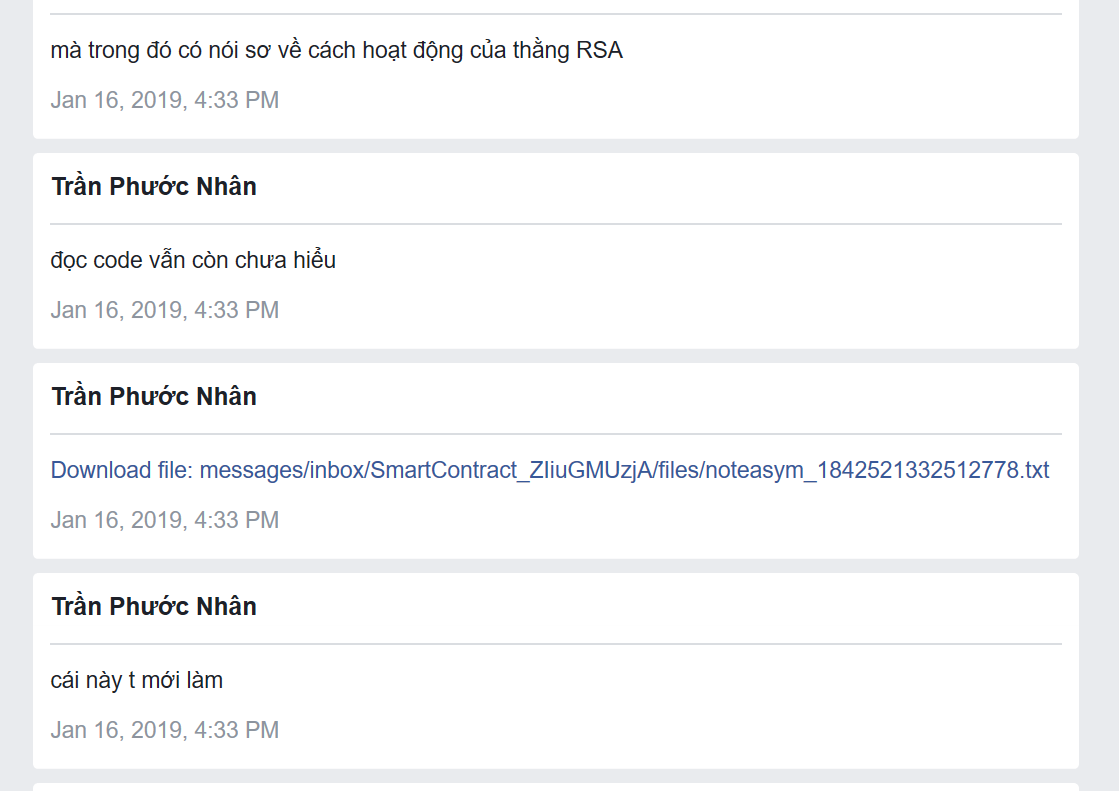 mà trong đó có nói sơ về cách hoạt động của thằng RSA
Jan 16, 2019, 4:33 PM
Trần Phước Nhân
đọc code vẫn còn chưa hiểu
Jan 16, 2019, 4:33 PM
Trần Phước Nhân
Download file: messages/inbox/SmartContract_ZIiuGMUzjA/files/noteasym_1842521332512778.txt
Jan 16, 2019, 4:33 PM
Trần Phước Nhân
cái này t mới làm
Jan 16, 2019, 4:33 PM